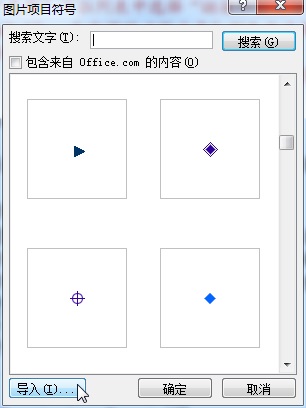 图片项目符号
搜索文字(T):
搜索(G)
包含来自 Office.com 的内容(O)
导入(I)...
确定
取消